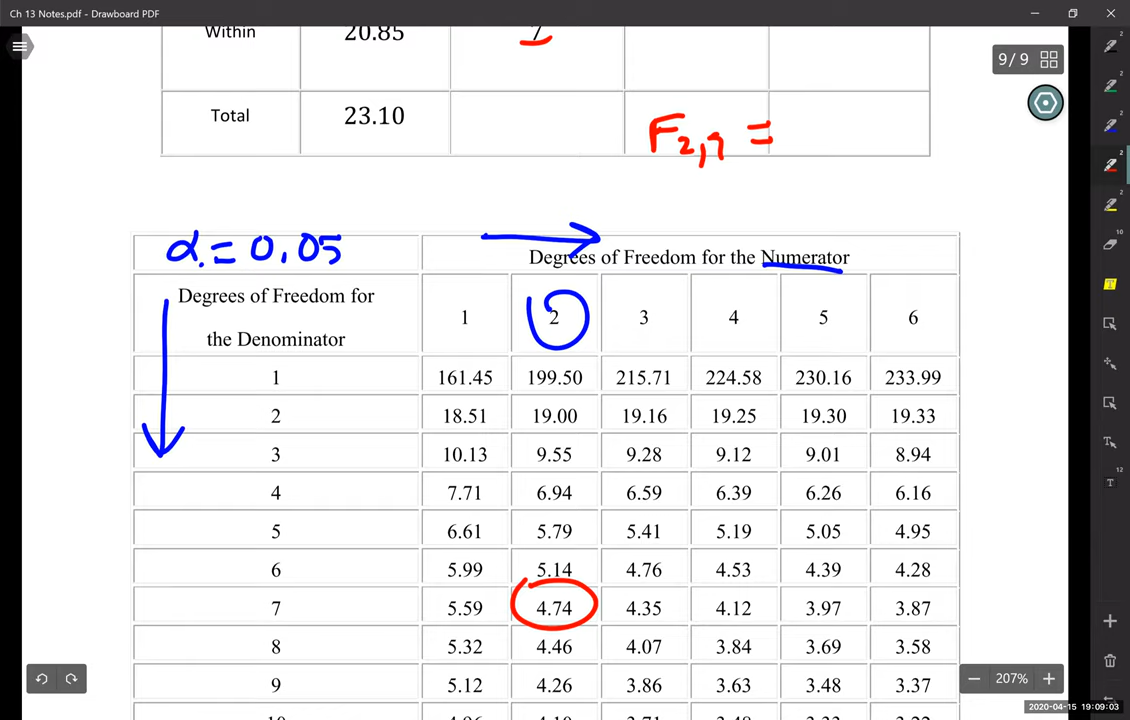 Ch 13 Notes.pdf - Drawboard PDF
Within 20.85 7
9/9
Total 23.10
F2,7 =
α = 0.05
Degrees of Freedom for the Numerator
Degrees of Freedom for
the Denominator
1 2 3 4 5 6
1 161.45 199.50 215.71 224.58 230.16 233.99
2 18.51 19.00 19.16 19.25 19.30 19.33
3 10.13 9.55 9.28 9.12 9.01 8.94
4 7.71 6.94 6.59 6.39 6.26 6.16
5 6.61 5.79 5.41 5.19 5.05 4.95
6 5.99 5.14 4.76 4.53 4.39 4.28
7 5.59 4.74 4.35 4.12 3.97 3.87
8 5.32 4.46 4.07 3.84 3.69 3.58
9 5.12 4.26 3.86 3.63 3.48 3.37
207%
2020-04-15 19:09:03
2
2
2
2
2
10
12